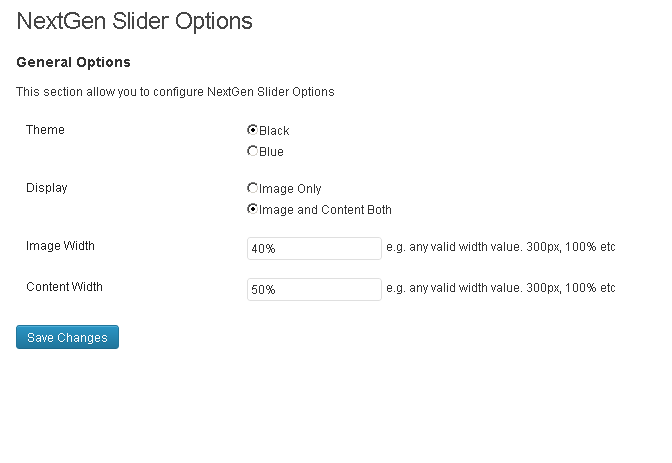 NextGen Slider Options
General Options
This section allow you to configure NextGen Slider Options
Theme
Black
Blue
Display
Image Only
Image and Content Both
Image Width 40% e.g. any valid width value. 300px, 100% etc
Content Width 50% e.g. any valid width value. 300px, 100% etc
Save Changes